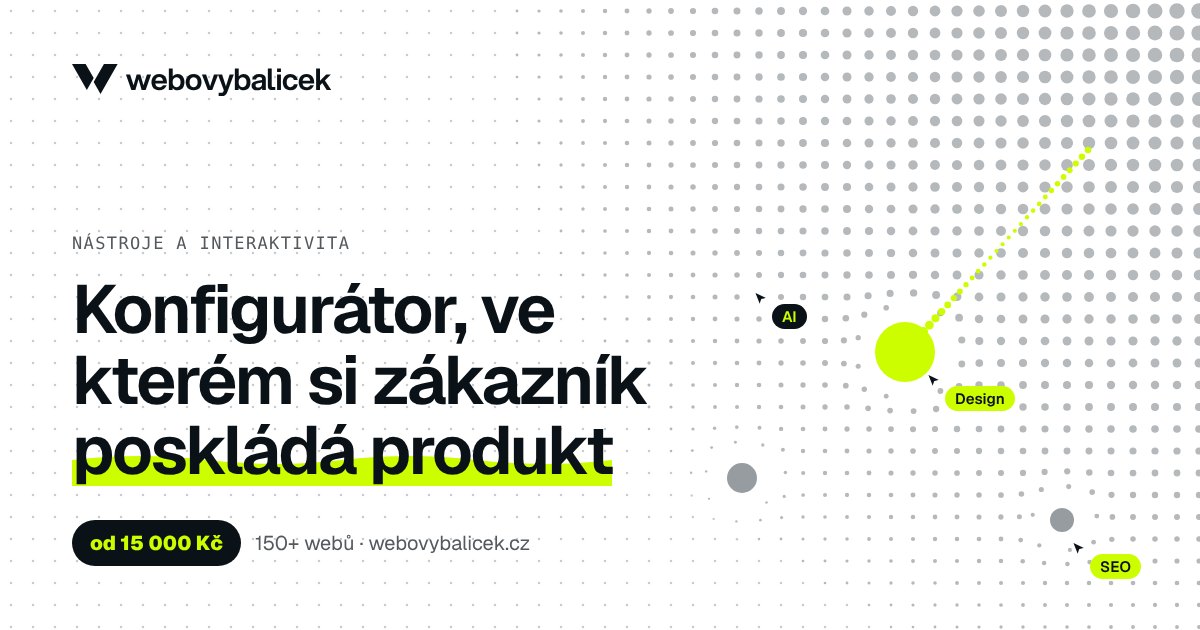 webovybalicek
NÁSTROJE A INTERAKTIVITA
Konfigurátor, ve
kterém si zákazník
poskládá produkt
od 15 000 Kč
150+ webů · webovybalicek.cz
AI
Design
SEO